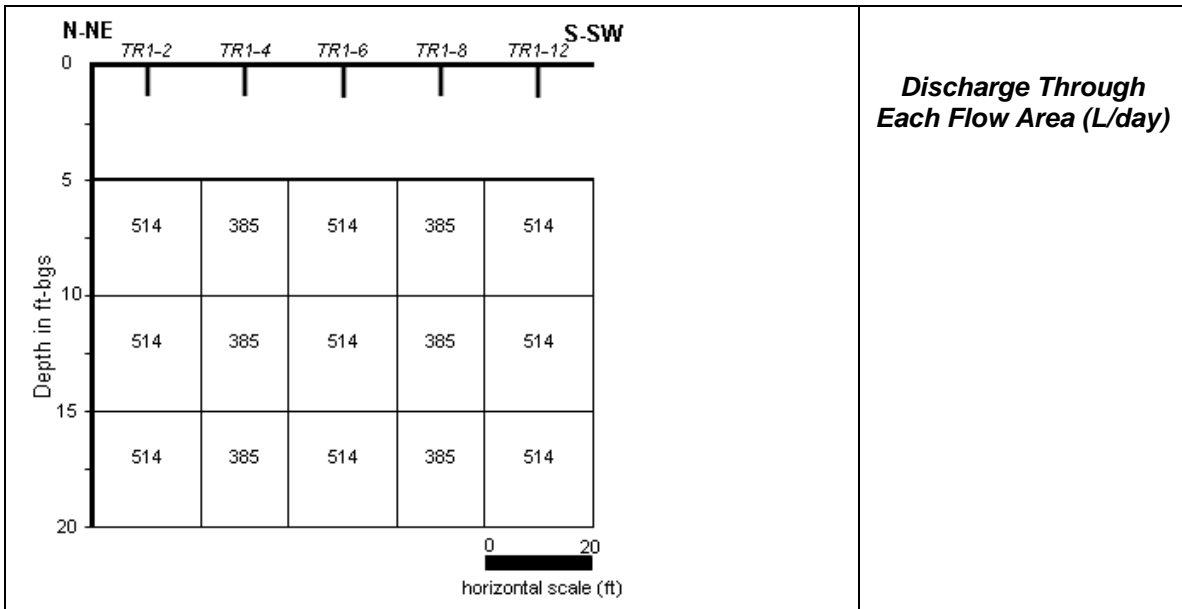 N-NE S-SW
TR1-2 TR1-4 TR1-6 TR1-8 TR1-12
0
5
514 385 514 385 514
10
514 385 514 385 514
15
514 385 514 385 514
20
Depth in ft-bgs
0 20
horizontal scale (ft)
Discharge Through
Each Flow Area (L/day)